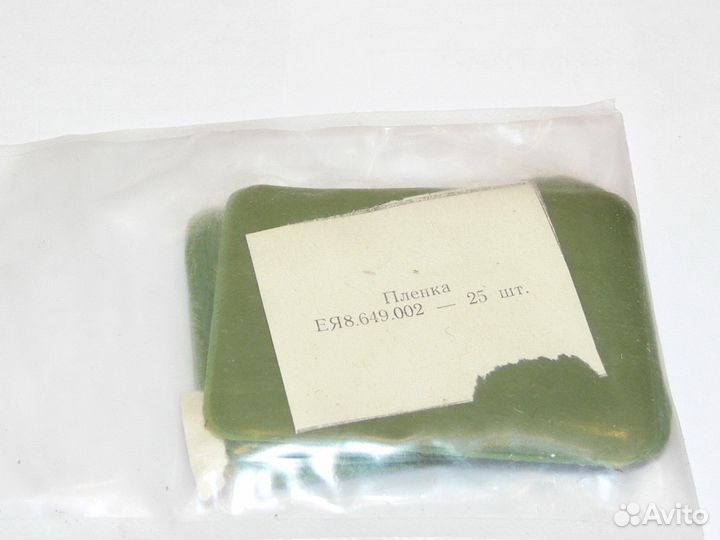 Пленка
ЕЯ8.649.002 — 25 шт.
Avito